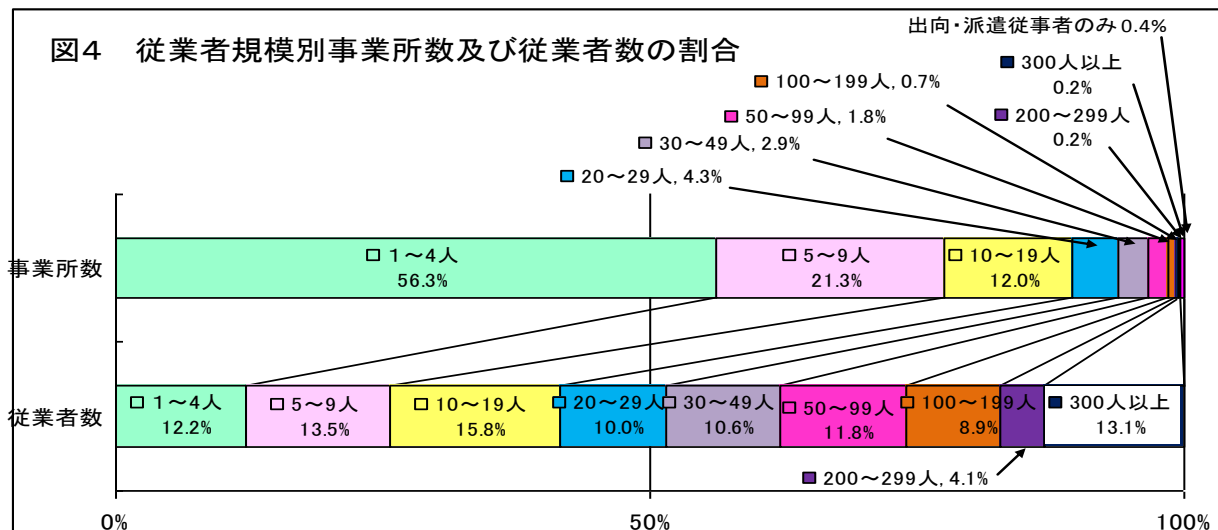 出向・派遣従事者のみ 0.4%
図4 従業者規模別事業所数及び従業者数の割合
300人以上
0.2%
100～199人, 0.7%
200～299人
0.2%
50～99人, 1.8%
30～49人, 2.9%
20～29人, 4.3%
事業所数
1～4人
56.3%
5～9人
21.3%
10～19人
12.0%
従業者数
1～4人
12.2%
5～9人
13.5%
10～19人
15.8%
20～29人
10.0%
30～49人
10.6%
50～99人
11.8%
100～199人
8.9%
300人以上
13.1%
200～299人, 4.1%
0%
50%
100%